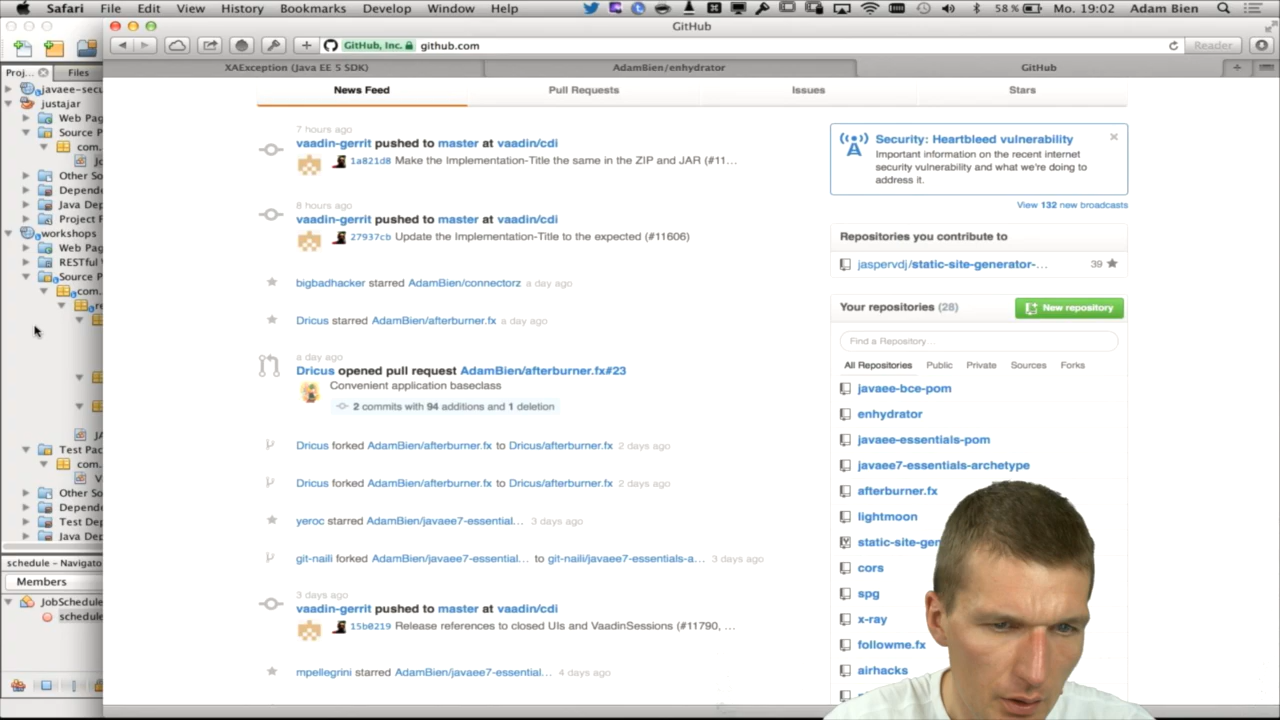 Safari File Edit View History Bookmarks Develop Window Help 58 % Mo. 19:02 Adam Bien
GitHub
GitHub, Inc. github.com Reader
Proj... Files
XAException (Java EE 5 SDK) AdamBien/enhydrator GitHub
javaee-secu
justajar
Web Pag
Source P
com.
Other So
Depend
Java Dep
Project F
workshops
Web Pag
RESTful
Source P
com.
Test Pac
com.
Other So
Depende
Test Dep
Java Dep
schedule - Navigato
Members
JobSchedule
schedule
News Feed Pull Requests Issues Stars
7 hours ago
vaadin-gerrit pushed to master at vaadin/cdi
1a821d8 Make the Implementation-Title the same in the ZIP and JAR (#11...
8 hours ago
vaadin-gerrit pushed to master at vaadin/cdi
27937cb Update the Implementation-Title to the expected (#11606)
bigbadhacker starred AdamBien/connectorz a day ago
Dricus starred AdamBien/afterburner.fx a day ago
a day ago
Dricus opened pull request AdamBien/afterburner.fx#23
Convenient application baseclass
2 commits with 94 additions and 1 deletion
Dricus forked AdamBien/afterburner.fx to Dricus/afterburner.fx 2 days ago
Dricus forked AdamBien/afterburner.fx to Dricus/afterburner.fx 2 days ago
yeroc starred AdamBien/javaee7-essential... 3 days ago
git-naili forked AdamBien/javaee7-essential... to git-naili/javaee7-essentials-a... 3 days ago
3 days ago
vaadin-gerrit pushed to master at vaadin/cdi
15b0219 Release references to closed UIs and VaadinSessions (#11790, ...
mpellegrini starred AdamBien/javaee7-essential... 4 days ago
Security: Heartbleed vulnerability
Important information on the recent internet
security vulnerability and what we're doing to
address it.
View 132 new broadcasts
Repositories you contribute to
jaspervdj/static-site-generator-... 39
Your repositories (28) New repository
Find a Repository...
All Repositories Public Private Sources Forks
javaee-bce-pom
enhydrator
javaee-essentials-pom
javaee7-essentials-archetype
afterburner.fx
lightmoon
static-site-gen
cors
spg
x-ray
followme.fx
airhacks